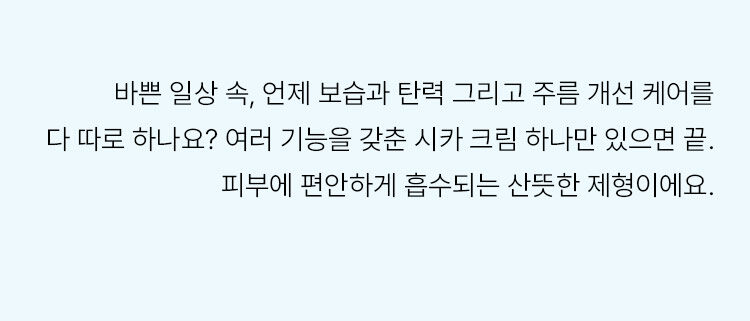 바쁜 일상 속, 언제 보습과 탄력 그리고 주름 개선 케어를
다 따로 하나요? 여러 기능을 갖춘 시카 크림 하나만 있으면 끝.
피부에 편안하게 흡수되는 산뜻한 제형이에요.